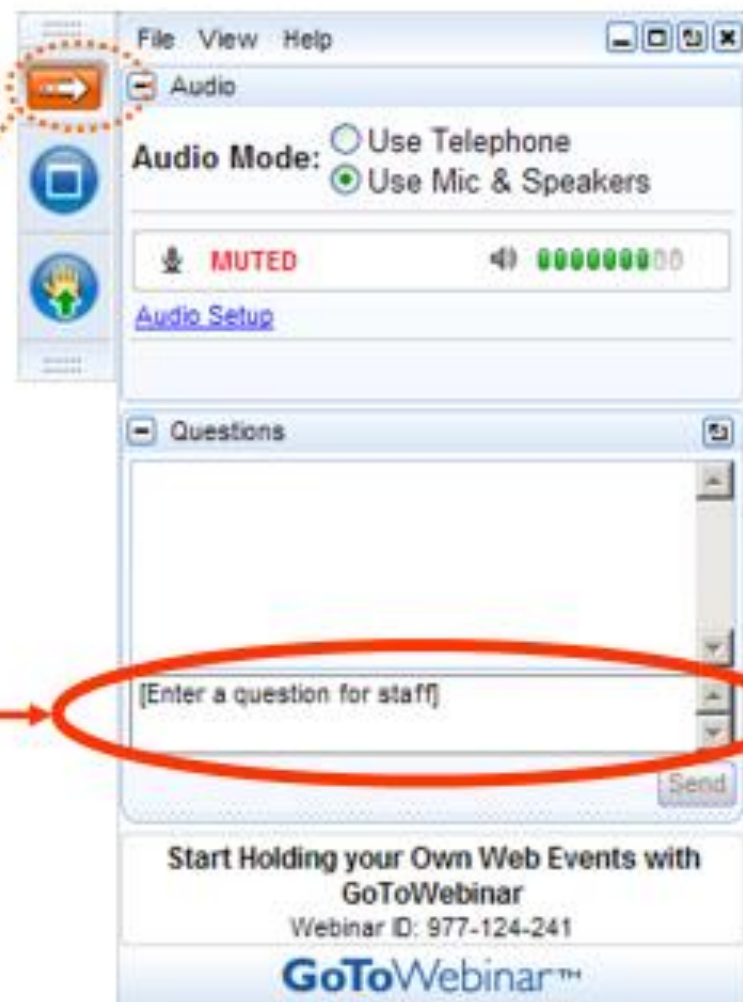 File View Help
Audio
Audio Mode: Use Telephone
Use Mic & Speakers
MUTED
Audio Setup
Questions
[Enter a question for staff]
Send
Start Holding your Own Web Events with
GoToWebinar
Webinar ID: 977-124-241
GoToWebinar™